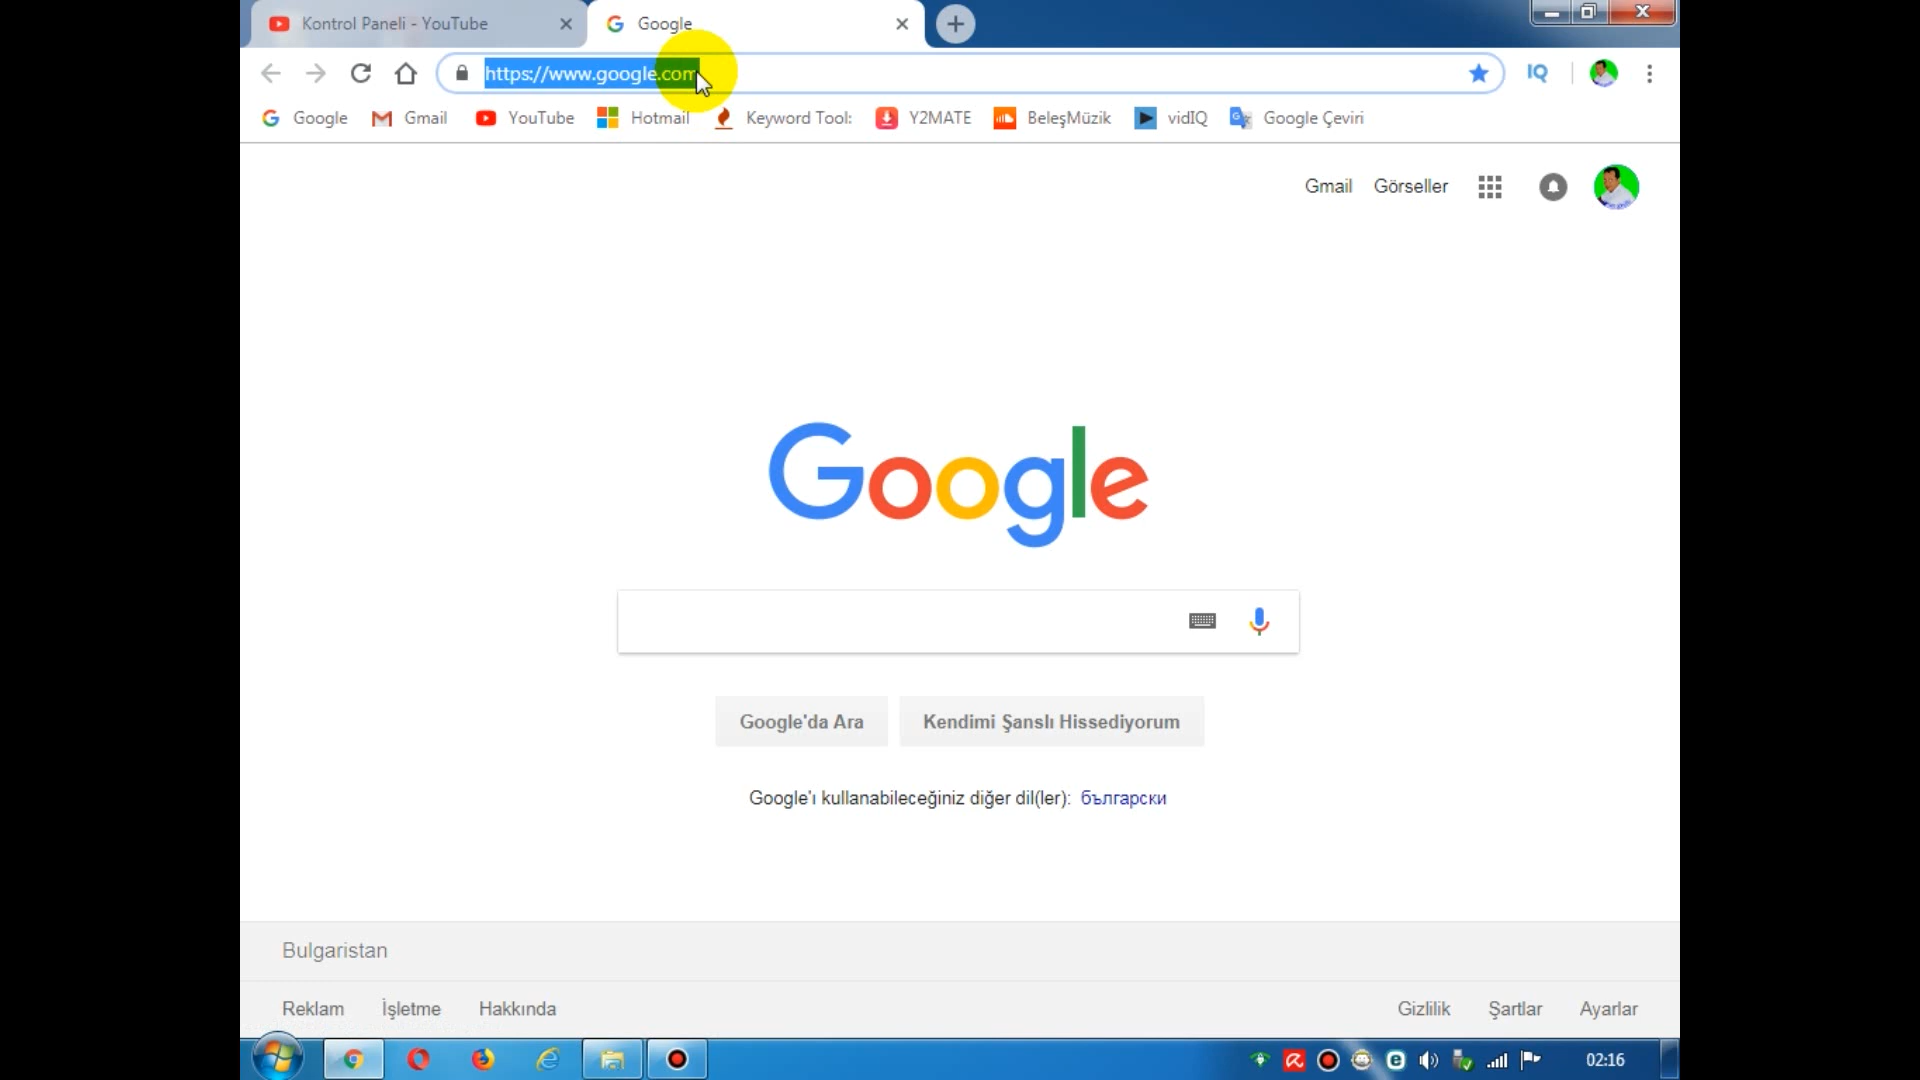 Kontrol Paneli - YouTube
Google
https://www.google.com
IQ
Google Gmail YouTube Hotmail Keyword Tool: Y2MATE BeleşMüzik vidIQ Google Çeviri
Gmail Görseller
Google
Google'da Ara Kendimi Şanslı Hissediyorum
Google'ı kullanabileceğiniz diğer dil(ler): български
Bulgaristan
Reklam İşletme Hakkında Gizlilik Şartlar Ayarlar
02:16